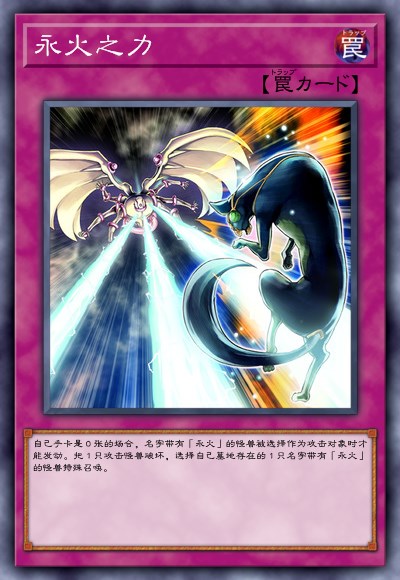 永火之力
トラップ
罠
トラップ
【罠カード】
自己手卡是０张的场合，名字带有「永火」的怪兽被选择作为攻击对象时才
能发动。把１只攻击怪兽破坏，选择自己墓地存在的１只名字带有「永火」
的怪兽特殊召唤。